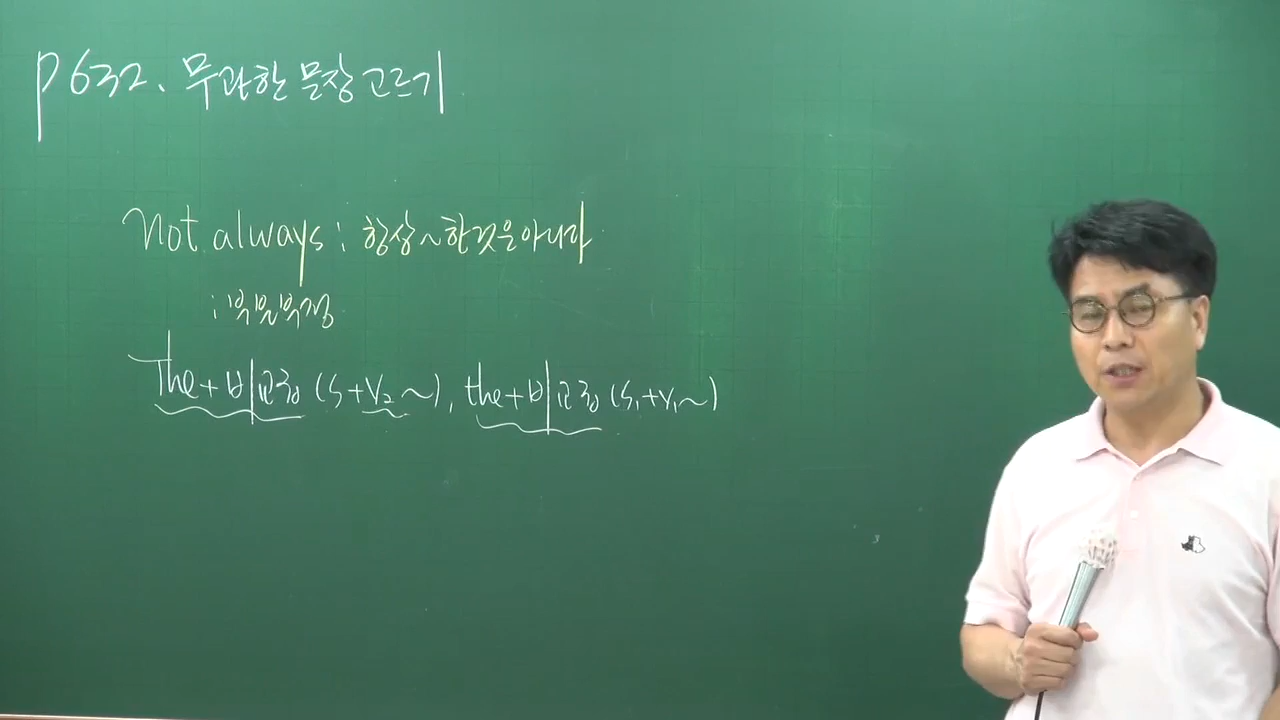 P 632. 무관한 문장 고르기
not always : 항상 ~ 한 것은 아니다
: 부분부정
The + 비교급 (S + V₂ ~), the + 비교급 (S₁ + V₁ ~)